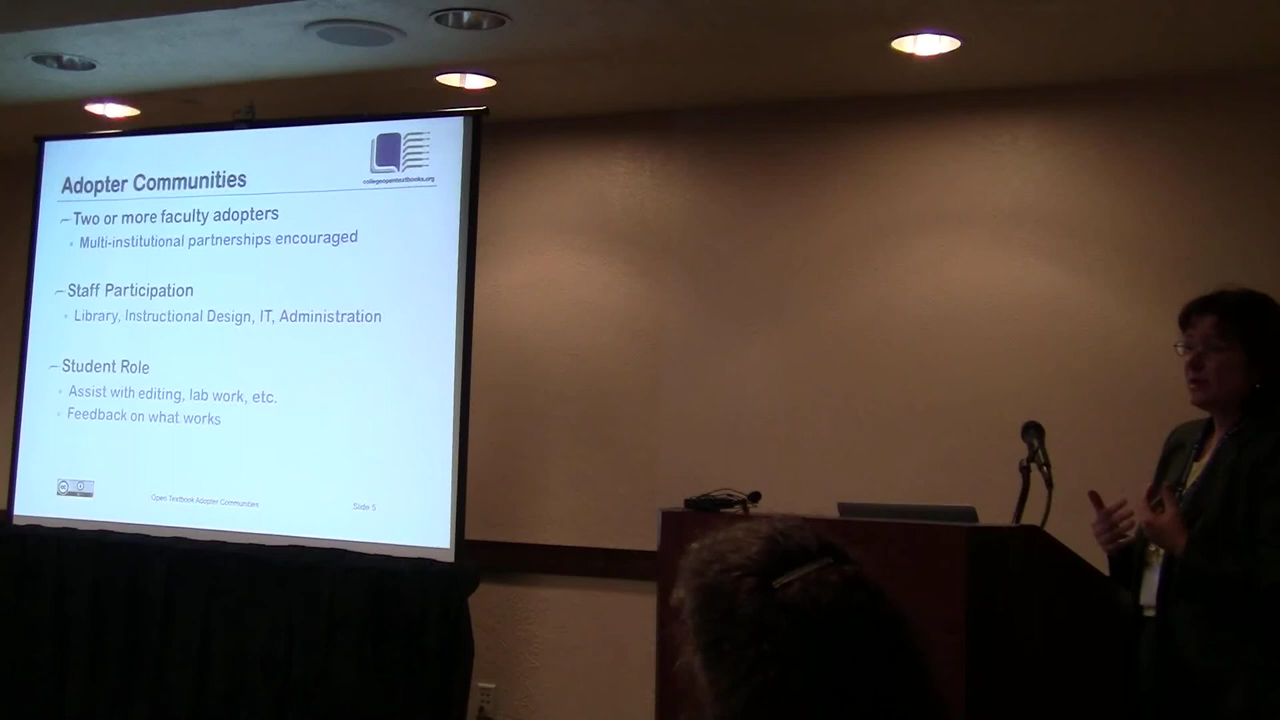 collegeopentextbooks.org
Adopter Communities
Two or more faculty adopters
Multi-institutional partnerships encouraged
Staff Participation
Library, Instructional Design, IT, Administration
Student Role
Assist with editing, lab work, etc.
Feedback on what works
cc
Open Textbook Adopter Communities
Slide 5